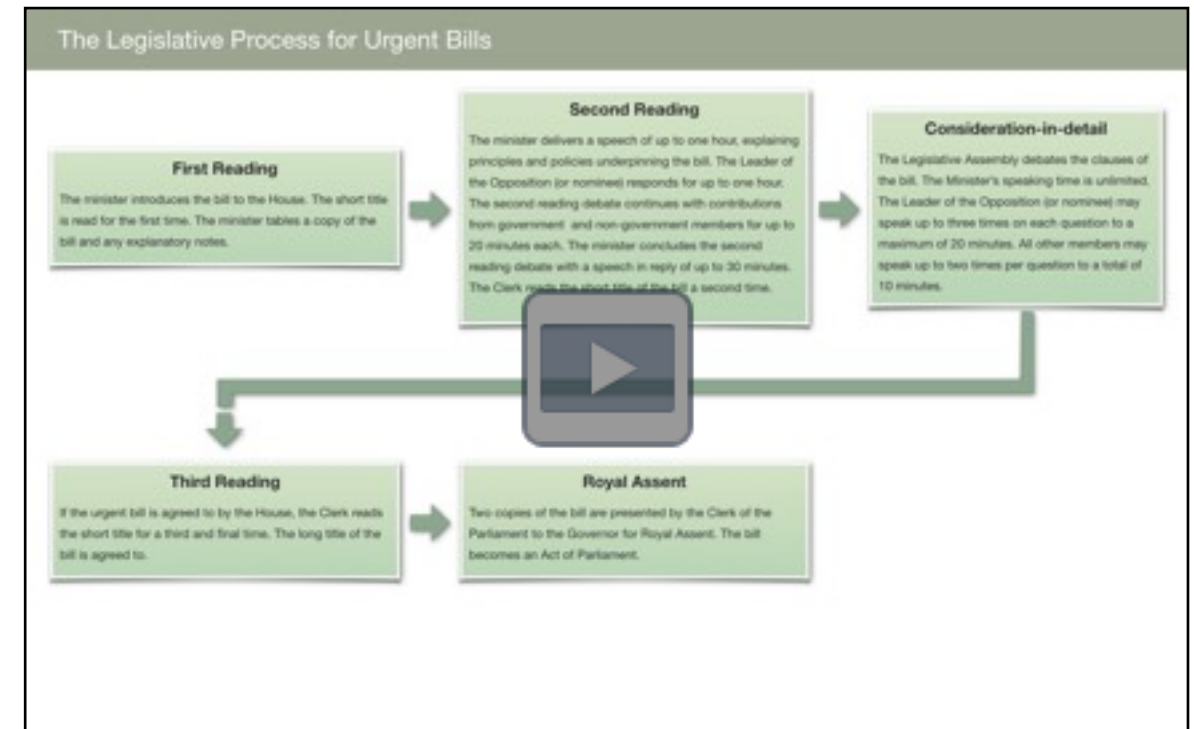 The Legislative Process for Urgent Bills
First Reading
The minister introduces the bill to the House. The short title
is read for the first time. The minister tables a copy of the
bill and any explanatory notes.
Second Reading
The minister delivers a speech of up to one hour, explaining
principles and policies underpinning the bill. The Leader of
the Opposition (or nominee) responds for up to one hour.
The second reading debate continues with contributions
from government and non-government members for up to
20 minutes each. The minister concludes the second
reading debate with a speech in reply of up to 30 minutes.
The Clerk reads the short title of the bill a second time.
Consideration-in-detail
The Legislative Assembly debates the clauses of
the bill. The Minister's speaking time is unlimited.
The Leader of the Opposition (or nominee) may
speak up to three times on each question to a
maximum of 20 minutes. All other members may
speak up to two times per question to a total of
10 minutes.
Third Reading
If the urgent bill is agreed to by the House, the Clerk reads
the short title for a third and final time. The long title of the
bill is agreed to.
Royal Assent
Two copies of the bill are presented by the Clerk of the
Parliament to the Governor for Royal Assent. The bill
becomes an Act of Parliament.